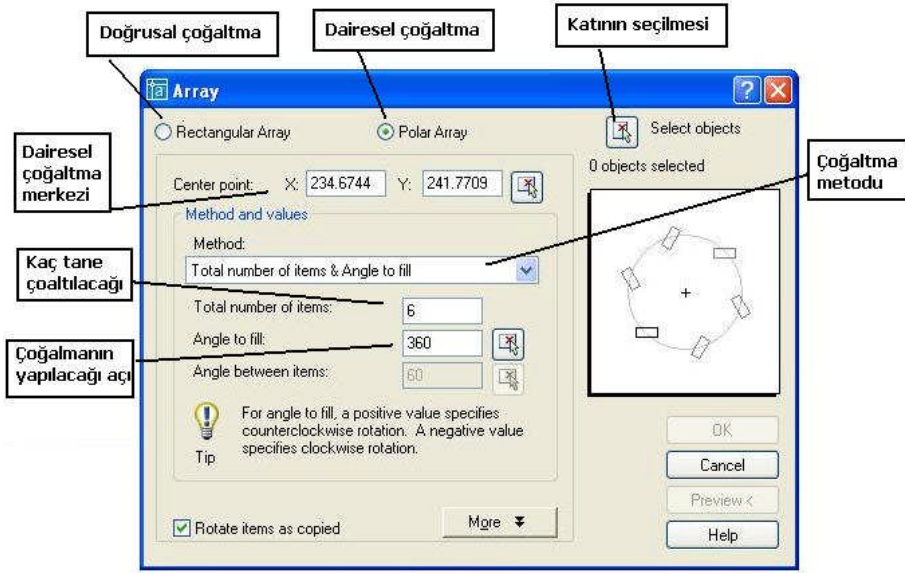 Doğrusal çoğaltma
Dairesel çoğaltma
Katının seçilmesi
Array
Rectangular Array
Polar Array
Select objects
Dairesel
çoğaltma
merkezi
0 objects selected
Çoğaltma
metodu
Center point:
X: 234.6744
Y: 241.7709
Method and values
Method:
Total number of items & Angle to fill
Kaç tane
çoaltılacağı
Total number of items:
6
Angle to fill:
360
Çoğalmanın
yapılacağı açı
Angle between items:
60
For angle to fill, a positive value specifies
counterclockwise rotation. A negative value
specifies clockwise rotation.
Tip
OK
Cancel
Preview <
Rotate items as copied
More
Help